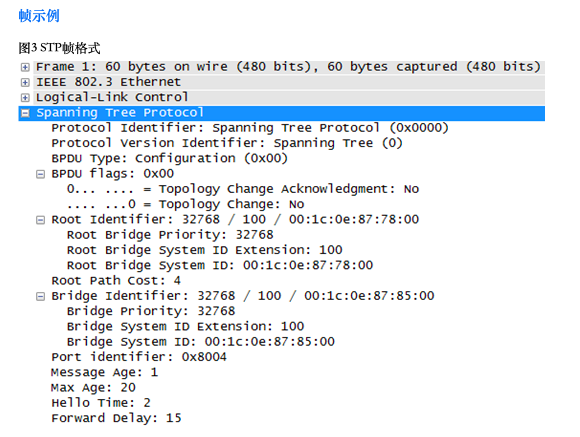 帧示例
图3 STP帧格式
Frame 1: 60 bytes on wire (480 bits), 60 bytes captured (480 bits)
IEEE 802.3 Ethernet
Logical-Link Control
Spanning Tree Protocol
Protocol Identifier: Spanning Tree Protocol (0x0000)
Protocol Version Identifier: Spanning Tree (0)
BPDU Type: Configuration (0x00)
BPDU flags: 0x00
0... .... = Topology Change Acknowledgment: No
.... ...0 = Topology Change: No
Root Identifier: 32768 / 100 / 00:1c:0e:87:78:00
Root Bridge Priority: 32768
Root Bridge System ID Extension: 100
Root Bridge System ID: 00:1c:0e:87:78:00
Root Path Cost: 4
Bridge Identifier: 32768 / 100 / 00:1c:0e:87:85:00
Bridge Priority: 32768
Bridge System ID Extension: 100
Bridge System ID: 00:1c:0e:87:85:00
Port identifier: 0x8004
Message Age: 1
Max Age: 20
Hello Time: 2
Forward Delay: 15